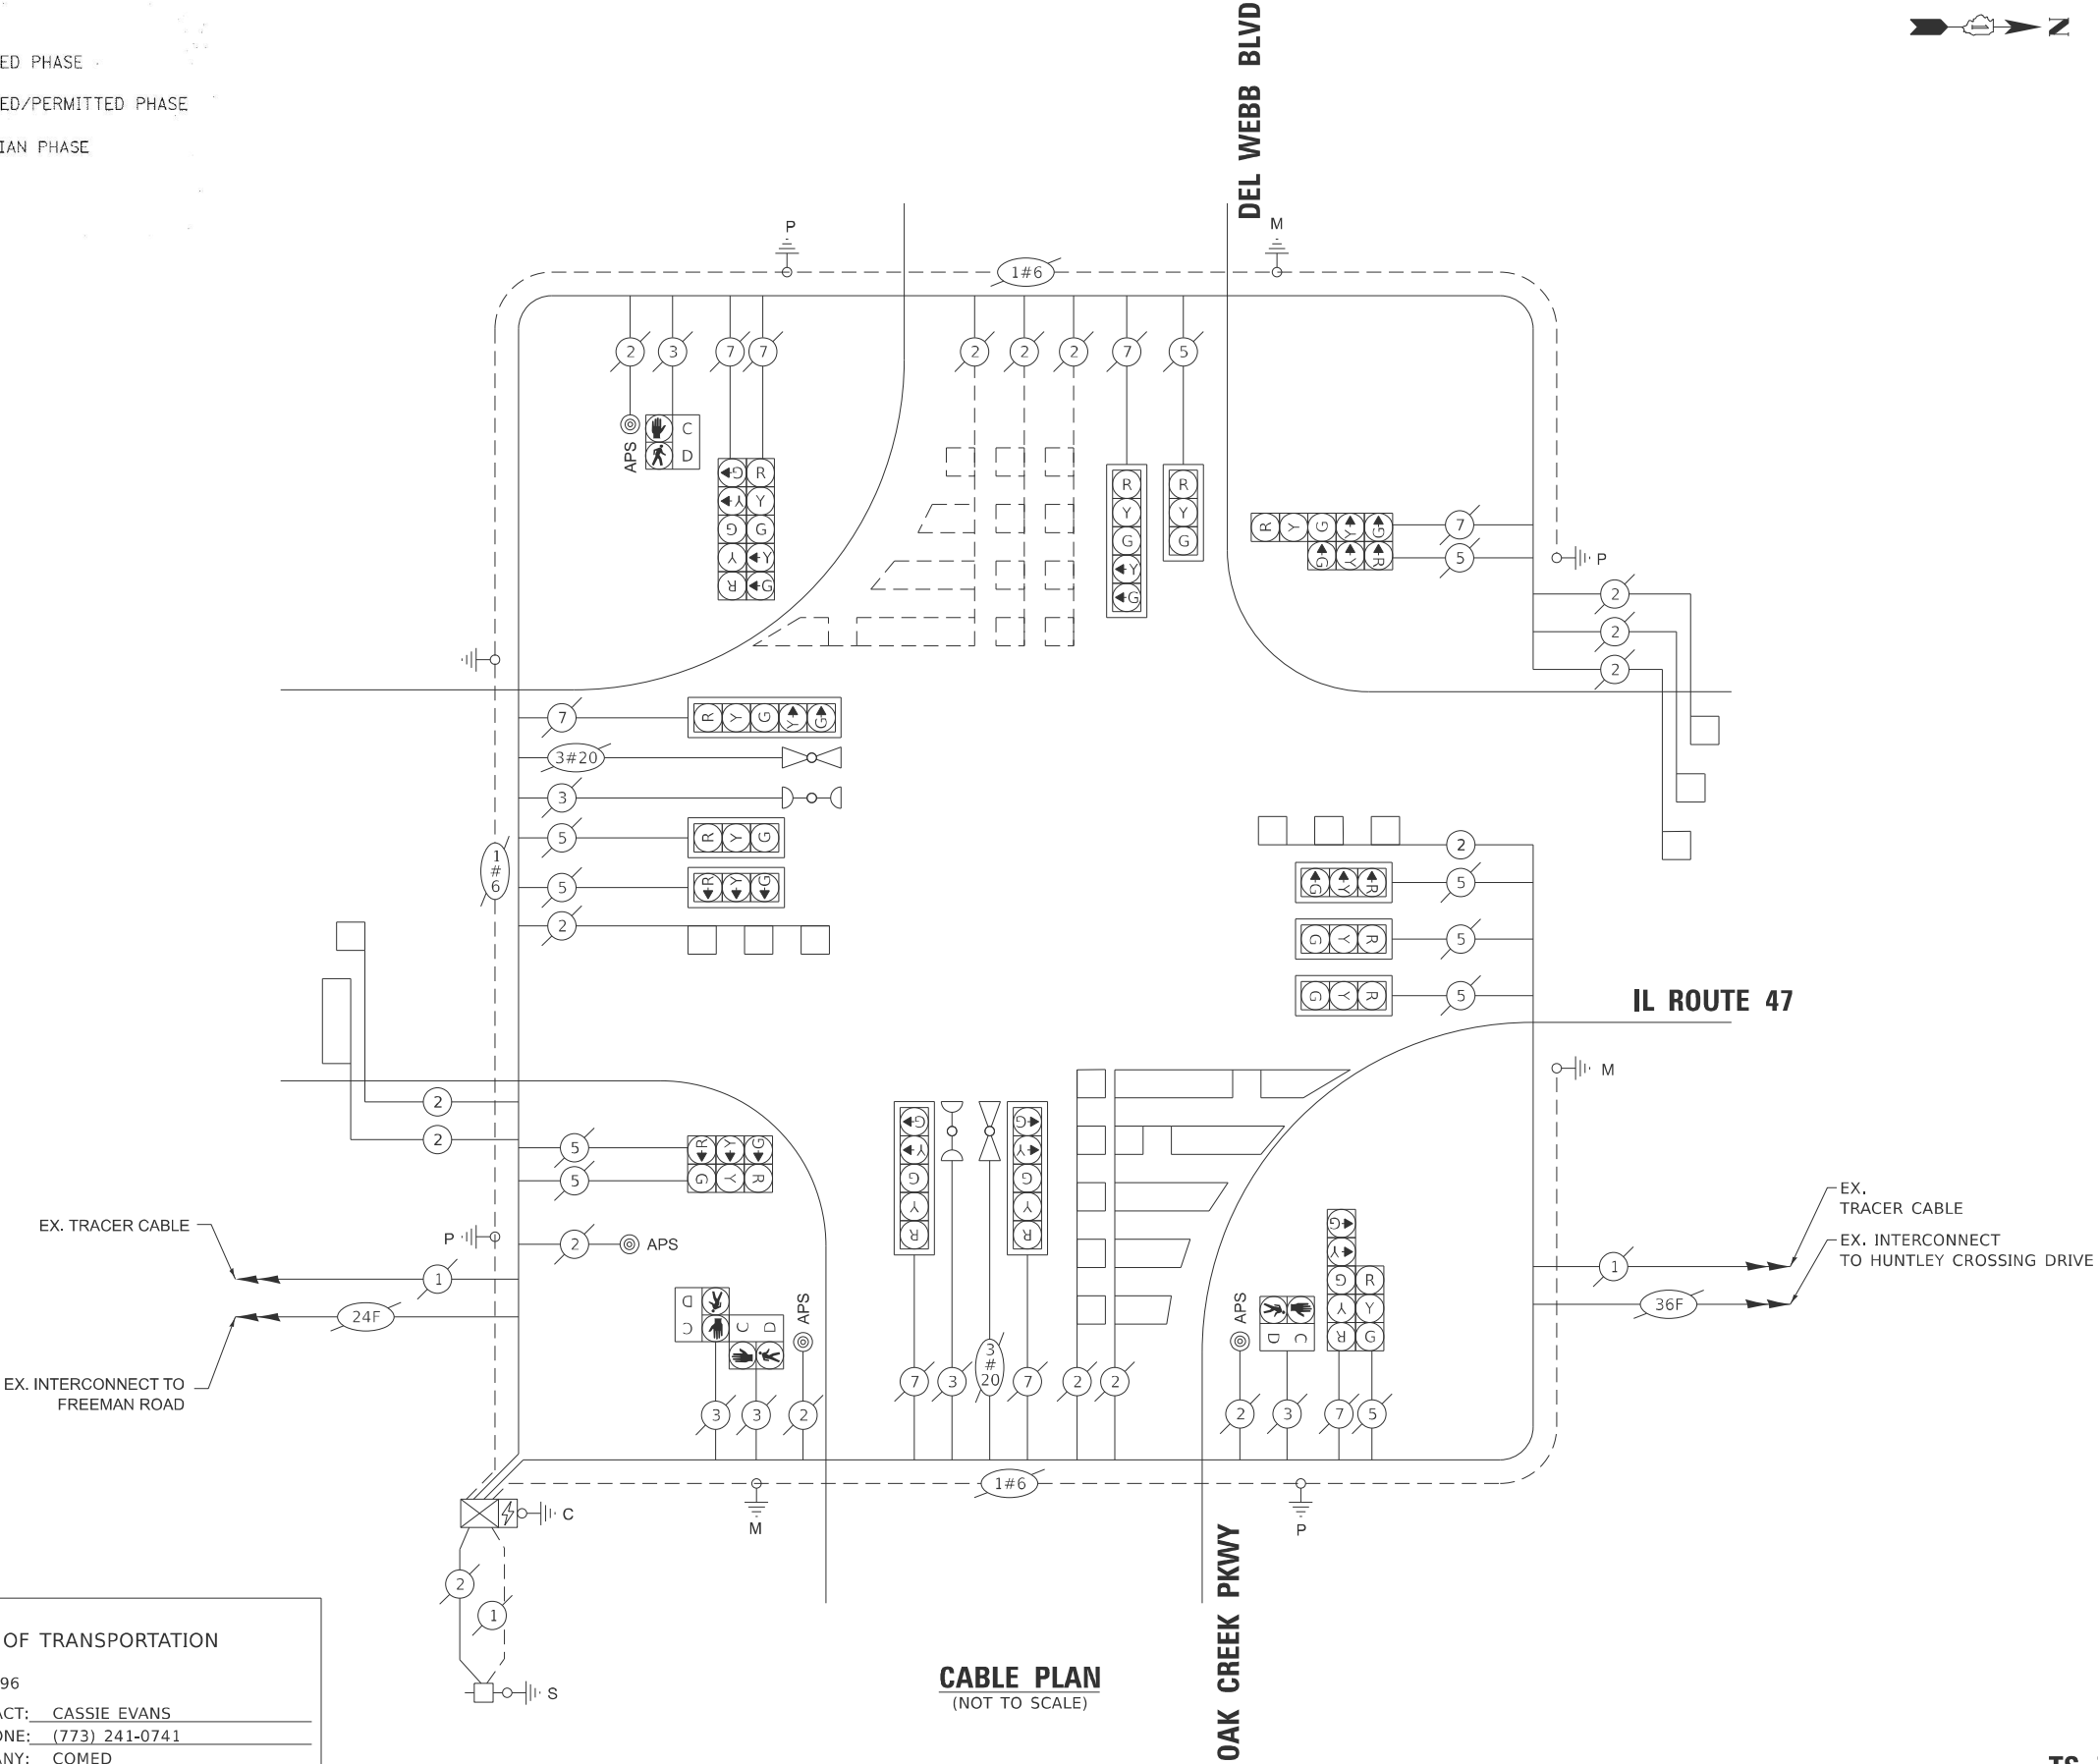 DEL WEBB BLVD
N
ED PHASE
ED/PERMITTED PHASE
IAN PHASE
P
M
1#6
2
3
7
7
2
2
2
7
5
APS
C
D
G R
Y Y
G G
Y Y
R G
R
Y
G
Y
G
R
Y
G
R Y G Y G
G Y R
7
5
P
2
2
2
7
R Y G Y G
3#20
3
5
R Y G
5
R Y G
2
1
#
6
2
5
G Y R
5
G Y R
5
G Y R
IL ROUTE 47
M
2
2
5
5
R Y G
G Y R
P
2
APS
EX. TRACER CABLE
1
24F
EX. INTERCONNECT TO
FREEMAN ROAD
D
C
C D
APS
3
3
2
G
Y
G
Y
R
G
Y
G
Y
R
7
3
3
#
20
7
2
2
APS
D C
G
Y
G R
Y Y
R G
2
3
7
5
EX.
TRACER CABLE
EX. INTERCONNECT
TO HUNTLEY CROSSING DRIVE
1
36F
1#6
C
M
P
2
1
S
OF TRANSPORTATION
96
ACT: CASSIE EVANS
ONE: (773) 241-0741
ANY: COMED
CABLE PLAN
(NOT TO SCALE)
OAK CREEK PKWY
TS